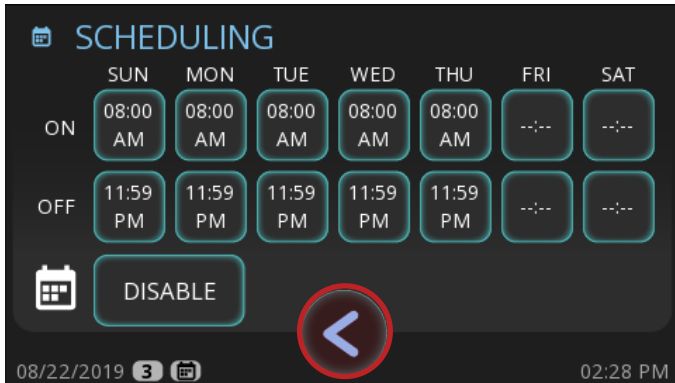 SCHEDULING
SUN MON TUE WED THU FRI SAT
ON 08:00 AM 08:00 AM 08:00 AM 08:00 AM 08:00 AM --:-- --:--
OFF 11:59 PM 11:59 PM 11:59 PM 11:59 PM 11:59 PM --:-- --:--
DISABLE
<
08/22/2019 3 02:28 PM